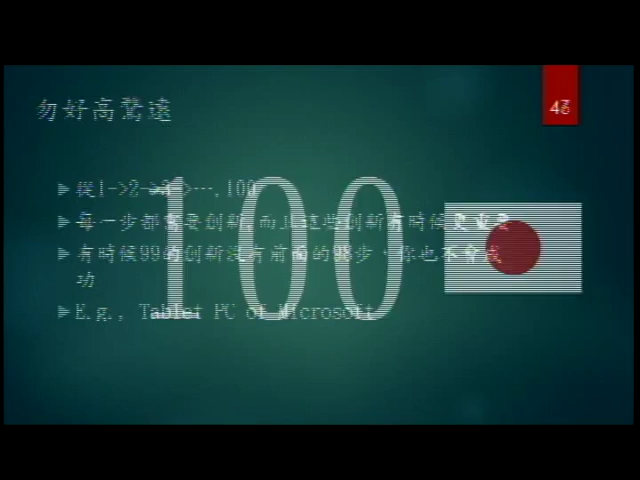 勿好高騖遠
從1->2->3->…,100
100
每一步都需要創新,而且這些創新有時候更重要
有時候99的創新沒有前面的98步，你也不會成
功
E.g., Tablet PC of Microsoft